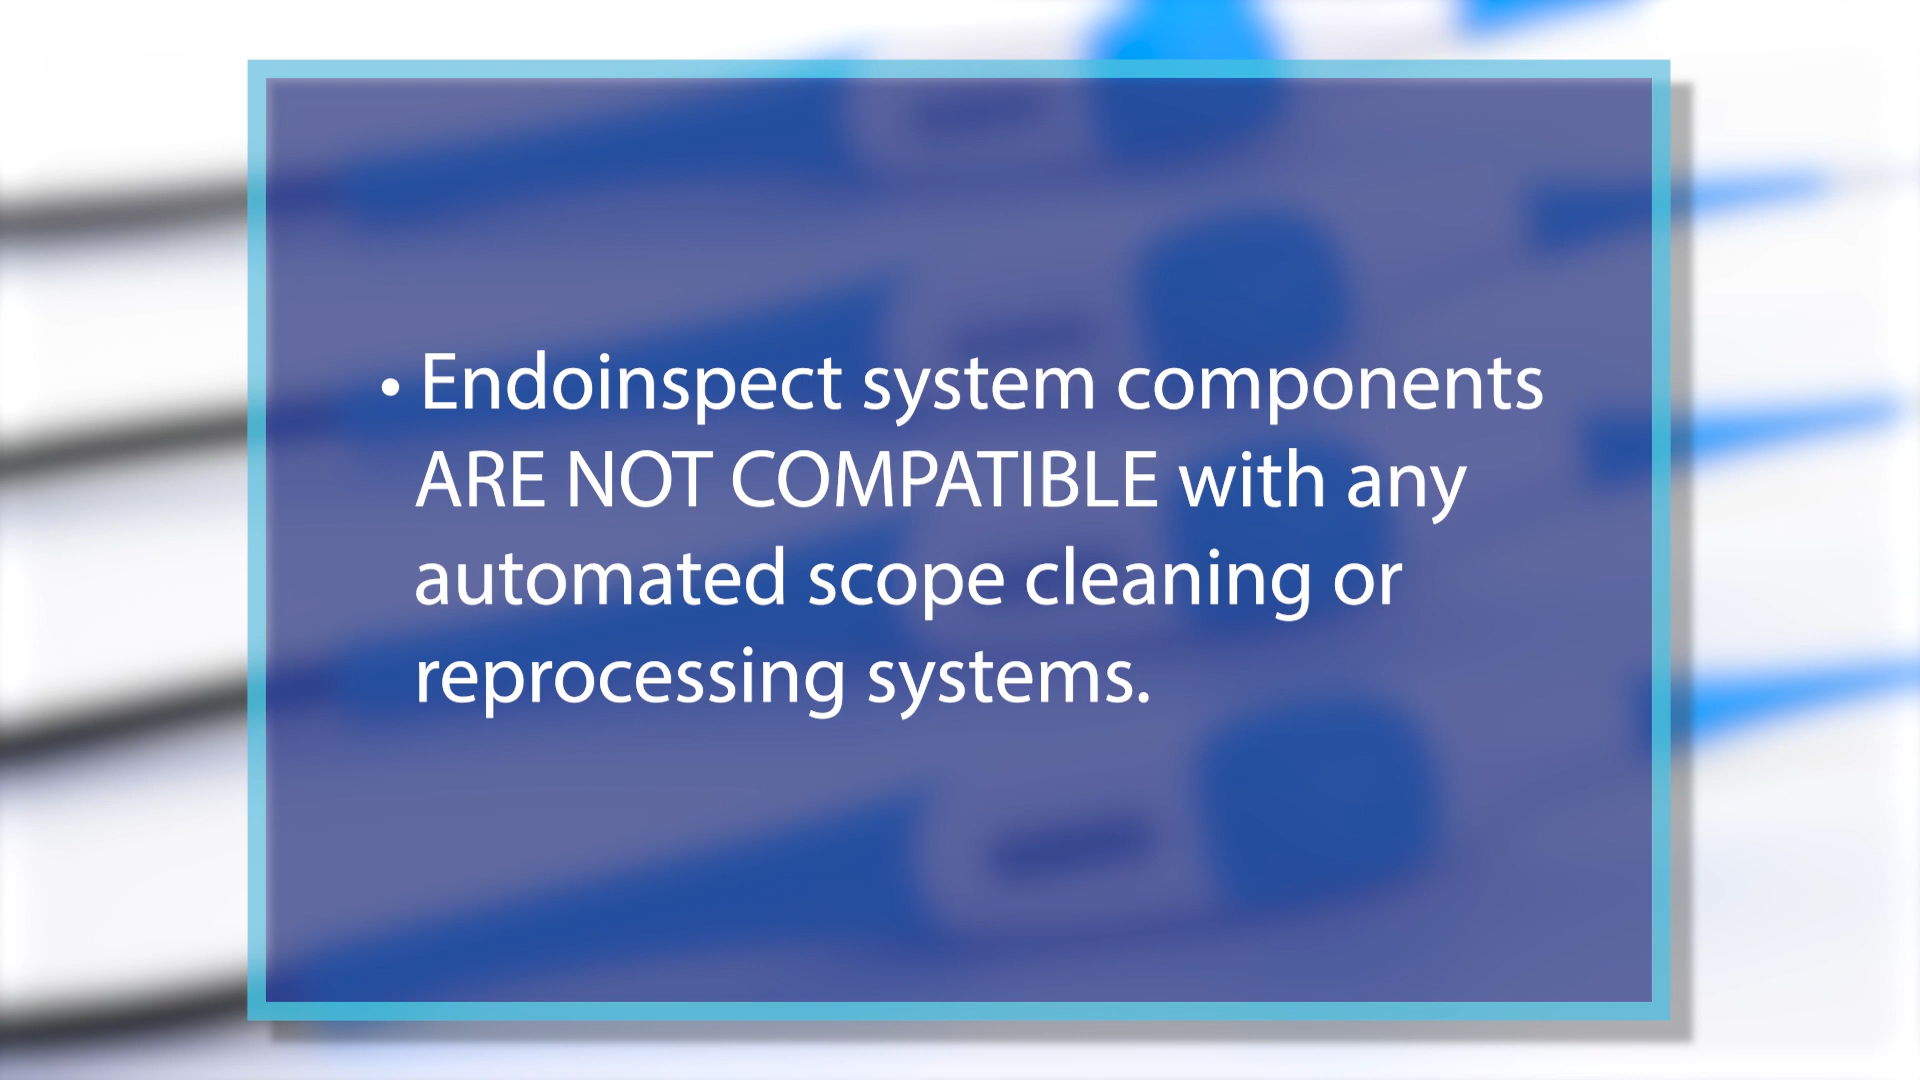 • Endoinspect system components
ARE NOT COMPATIBLE with any
automated scope cleaning or
reprocessing systems.